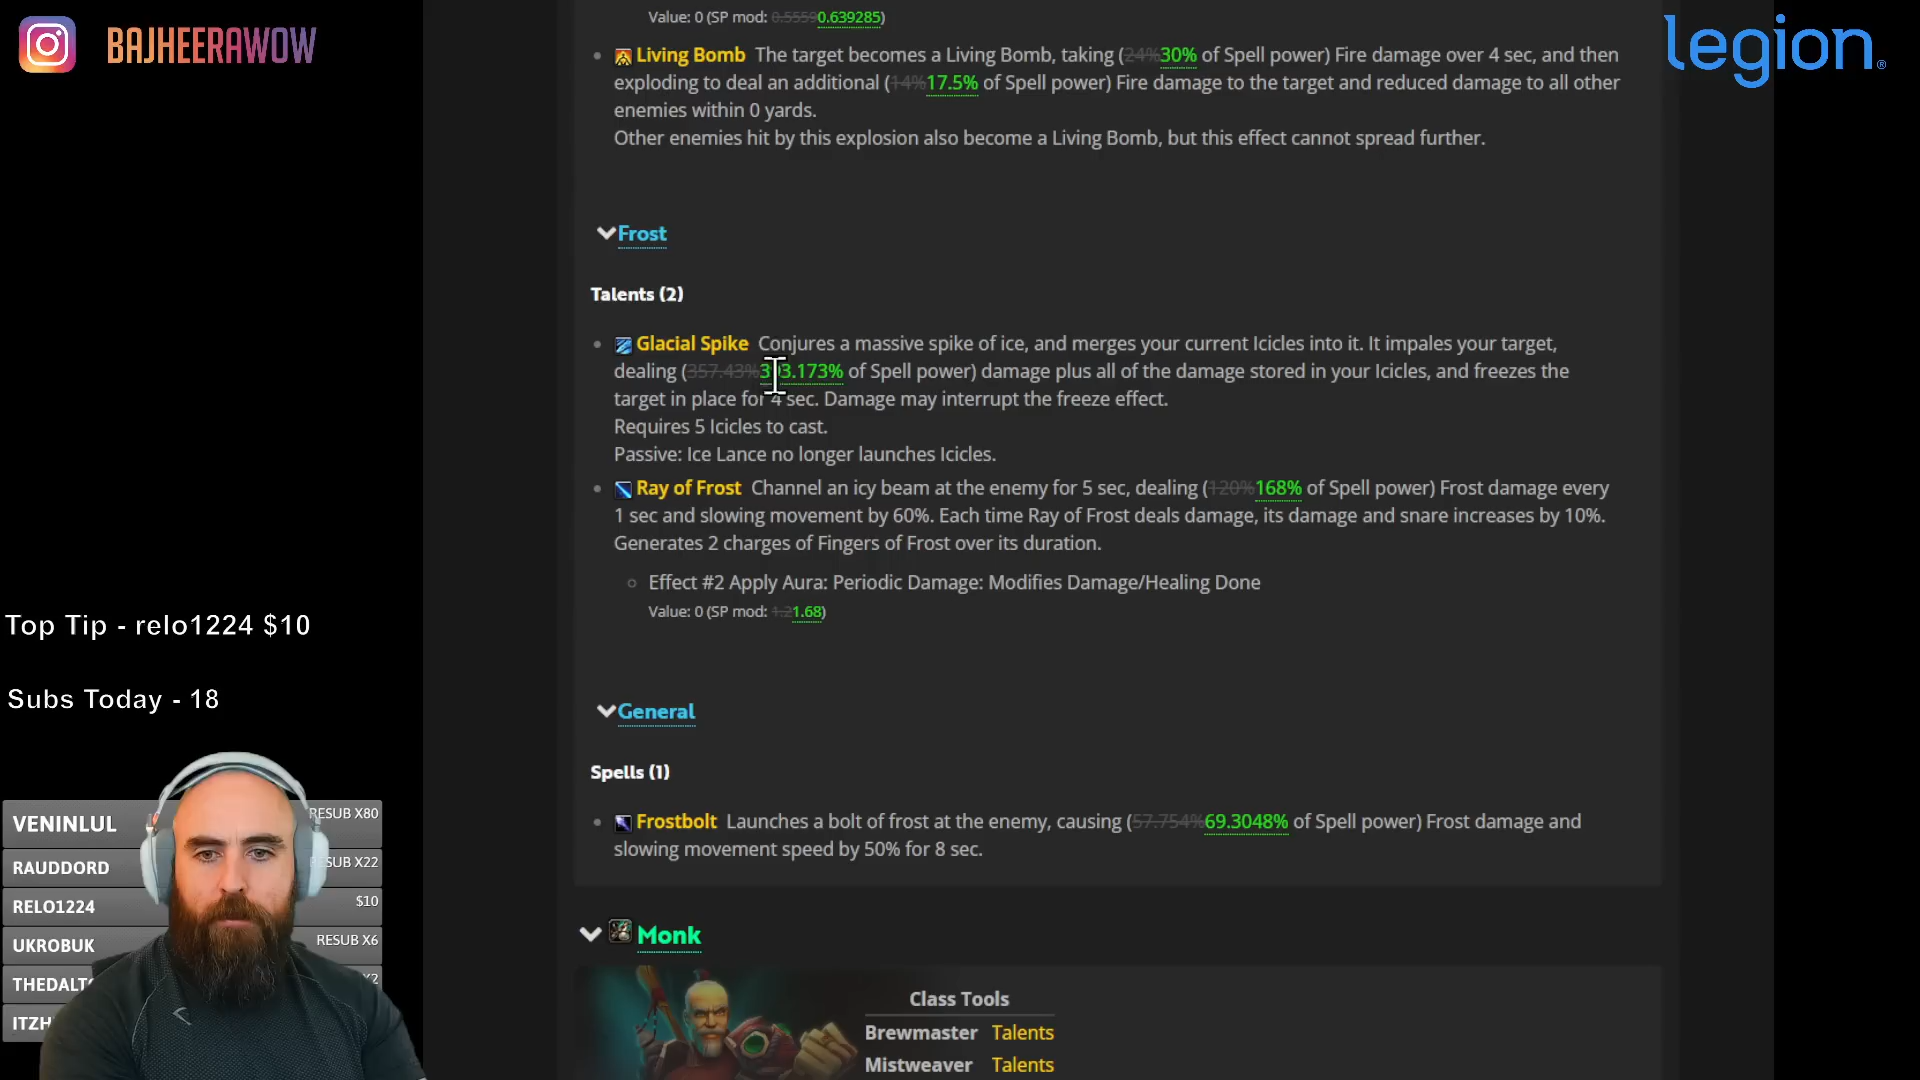 BAJHEERAWOW
legion®
Value: 0 (SP mod: 0.55590.639285)
Living Bomb The target becomes a Living Bomb, taking (24%30% of Spell power) Fire damage over 4 sec, and then
exploding to deal an additional (14%17.5% of Spell power) Fire damage to the target and reduced damage to all other
enemies within 0 yards.
Other enemies hit by this explosion also become a Living Bomb, but this effect cannot spread further.
Frost
Talents (2)
Glacial Spike Conjures a massive spike of ice, and merges your current Icicles into it. It impales your target,
dealing (357.43%393.173% of Spell power) damage plus all of the damage stored in your Icicles, and freezes the
target in place for 4 sec. Damage may interrupt the freeze effect.
Requires 5 Icicles to cast.
Passive: Ice Lance no longer launches Icicles.
Ray of Frost Channel an icy beam at the enemy for 5 sec, dealing (120%168% of Spell power) Frost damage every
1 sec and slowing movement by 60%. Each time Ray of Frost deals damage, its damage and snare increases by 10%.
Generates 2 charges of Fingers of Frost over its duration.
Effect #2 Apply Aura: Periodic Damage: Modifies Damage/Healing Done
Value: 0 (SP mod: 1.21.68)
General
Spells (1)
Frostbolt Launches a bolt of frost at the enemy, causing (57.754%69.3048% of Spell power) Frost damage and
slowing movement speed by 50% for 8 sec.
Monk
Class Tools
Brewmaster Talents
Mistweaver Talents
Top Tip - relo1224 $10
Subs Today - 18
VENINLUL RESUB X80
RAUDDORD RESUB X22
RELO1224 $10
UKROBUK RESUB X6
THEDALT X2
ITZH